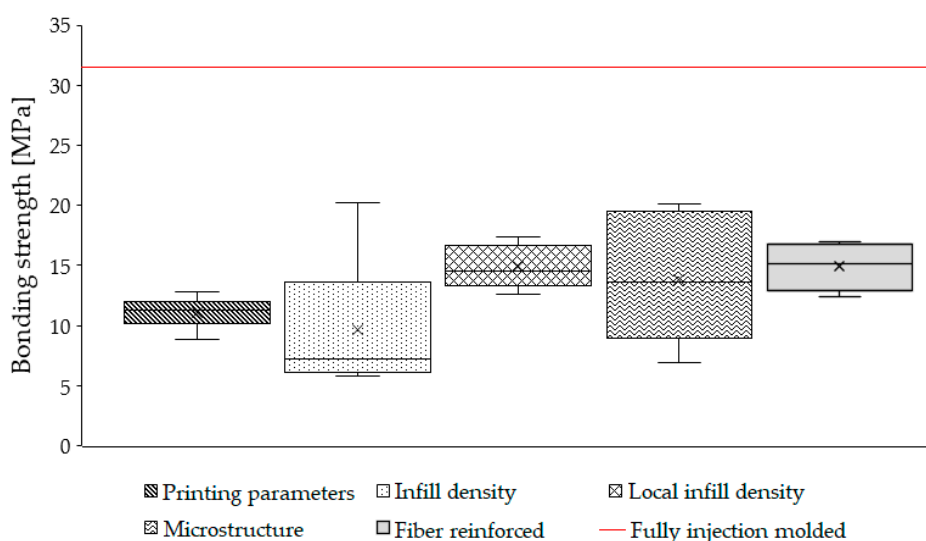 35
30
25
20
15
10
5
0
Bonding strength [MPa]
Printing parameters Infill density Local infill density
Microstructure Fiber reinforced Fully injection molded